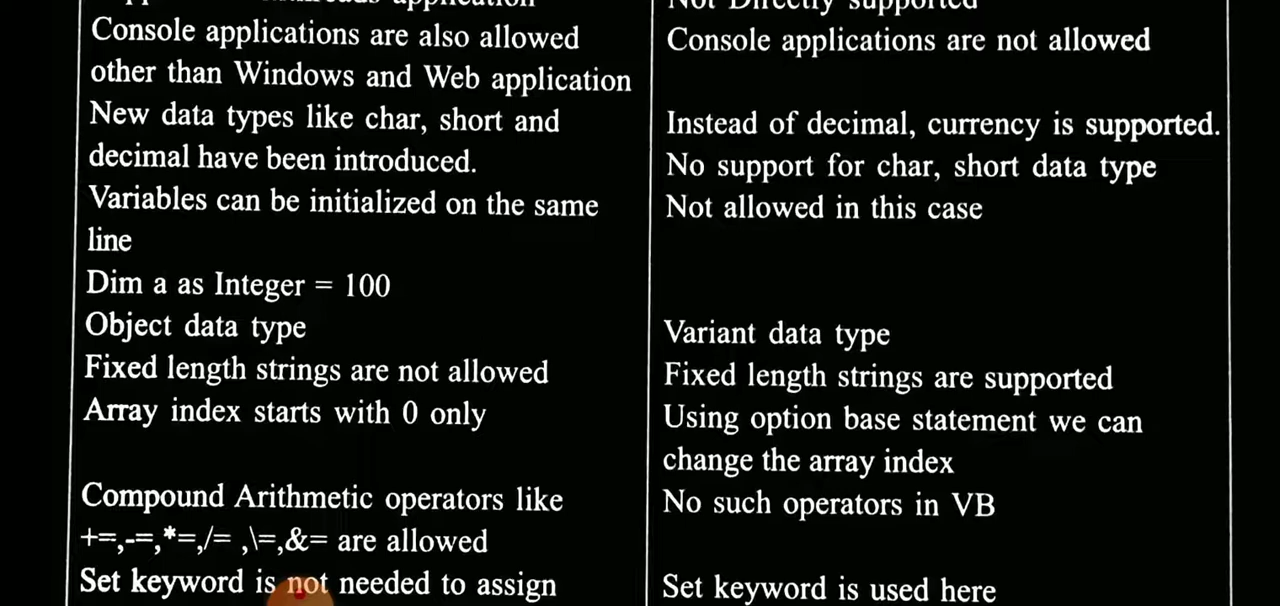 application
Console applications are also allowed
other than Windows and Web application
New data types like char, short and
decimal have been introduced.
Variables can be initialized on the same
line
Dim a as Integer = 100
Object data type
Fixed length strings are not allowed
Array index starts with 0 only
Compound Arithmetic operators like
+=,-=,*=,/= ,\=,&= are allowed
Set keyword is not needed to assign
Not Directly supported
Console applications are not allowed
Instead of decimal, currency is supported.
No support for char, short data type
Not allowed in this case
Variant data type
Fixed length strings are supported
Using option base statement we can
change the array index
No such operators in VB
Set keyword is used here